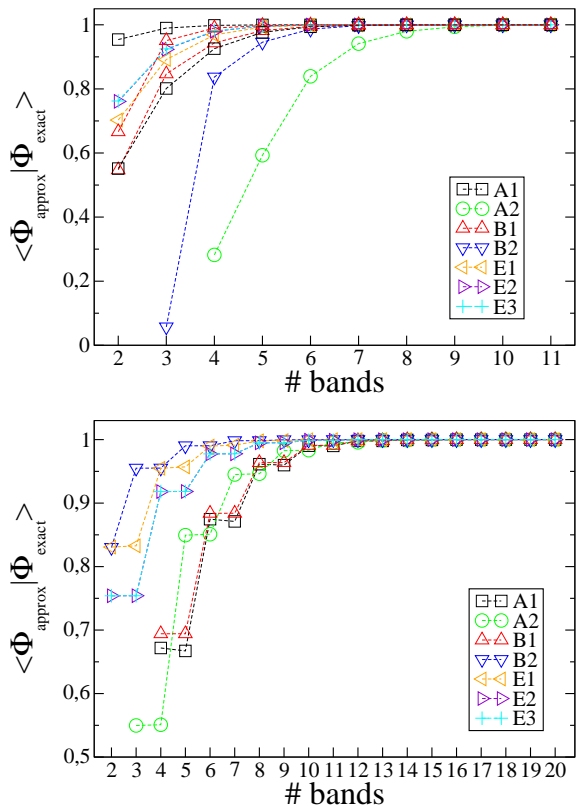 1
0,8
0,6
0,4
0,2
0
<Φapprox|Φexact>
A1
A2
B1
B2
E1
E2
E3
2 3 4 5 6 7 8 9 10 11
# bands
1
0,9
0,8
0,7
0,6
0,5
<Φapprox|Φexact>
A1
A2
B1
B2
E1
E2
E3
2 3 4 5 6 7 8 9 10 11 12 13 14 15 16 17 18 19 20
# bands